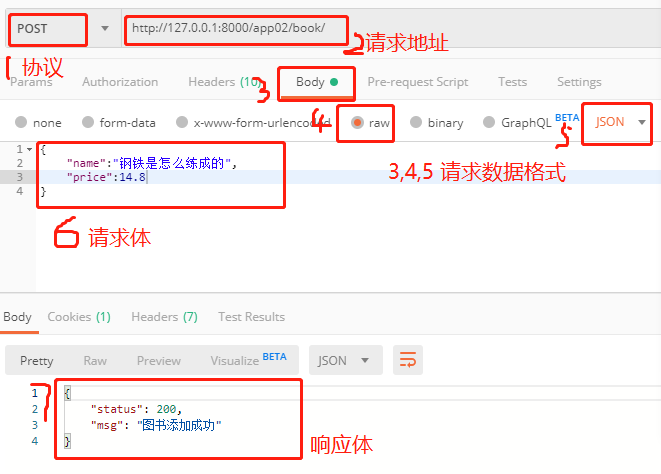 POST
http://127.0.0.1:8000/app02/book/
2请求地址
1 协议
Params Authorization Headers (10) Body Pre-request Script Tests Settings
3
4
none form-data x-www-form-urlencoded raw binary GraphQL BETA JSON
5
1 {
2 "name":"钢铁是怎么练成的",
3 "price":14.8
4 }
3,4,5 请求数据格式
6 请求体
Body Cookies (1) Headers (7) Test Results
Pretty Raw Preview Visualize BETA JSON
7
1 {
2 "status": 200,
3 "msg": "图书添加成功"
4 }
响应体